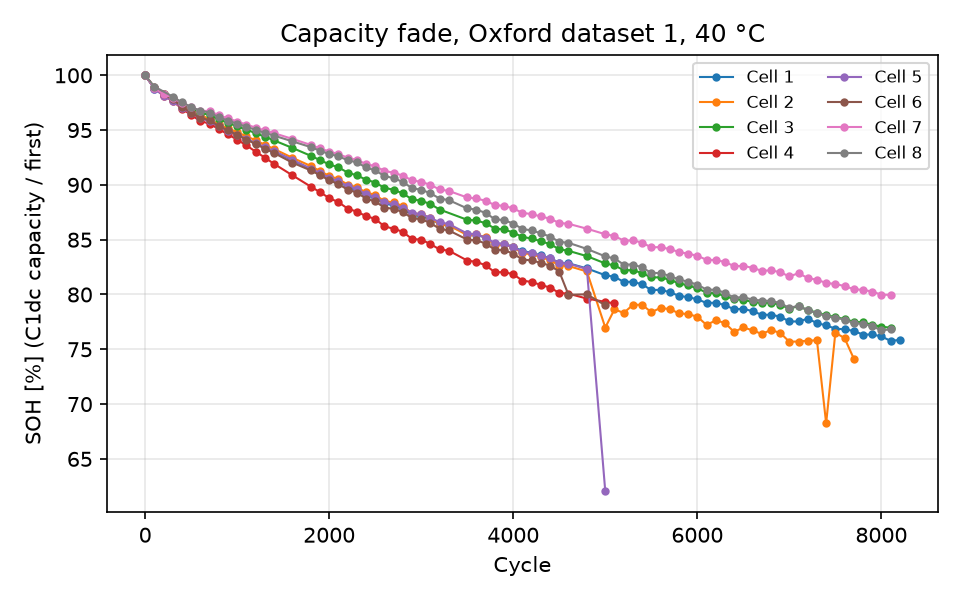 Capacity fade, Oxford dataset 1, 40 °C
SOH [%] (C1dc capacity / first)
100
95
90
85
80
75
70
65
Cell 1
Cell 2
Cell 3
Cell 4
Cell 5
Cell 6
Cell 7
Cell 8
0
2000
4000
6000
8000
Cycle